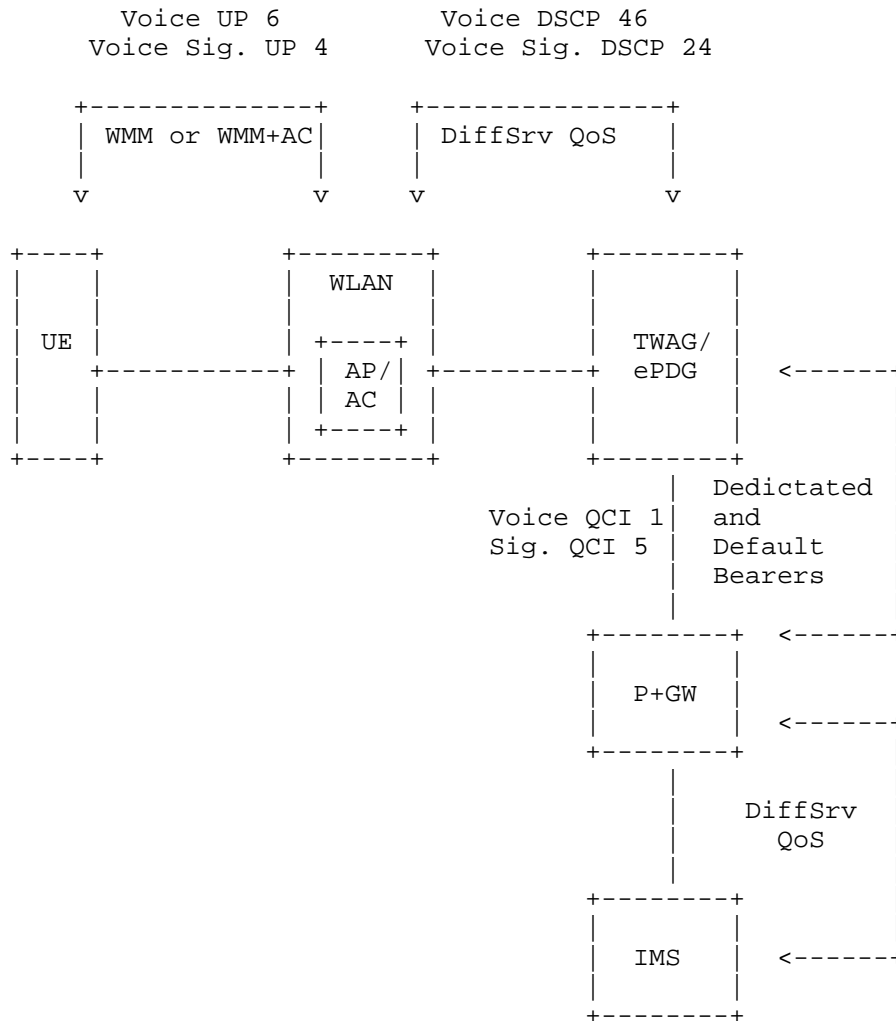 Voice UP 6 Voice DSCP 46
Voice Sig. UP 4 Voice Sig. DSCP 24
WMM or WMM+AC DiffSrv QoS
WLAN
UE TWAG/
AP/ ePDG
AC
Dedictated
Voice QCI 1 and
Sig. QCI 5 Default
Bearers
P+GW
DiffSrv
QoS
IMS